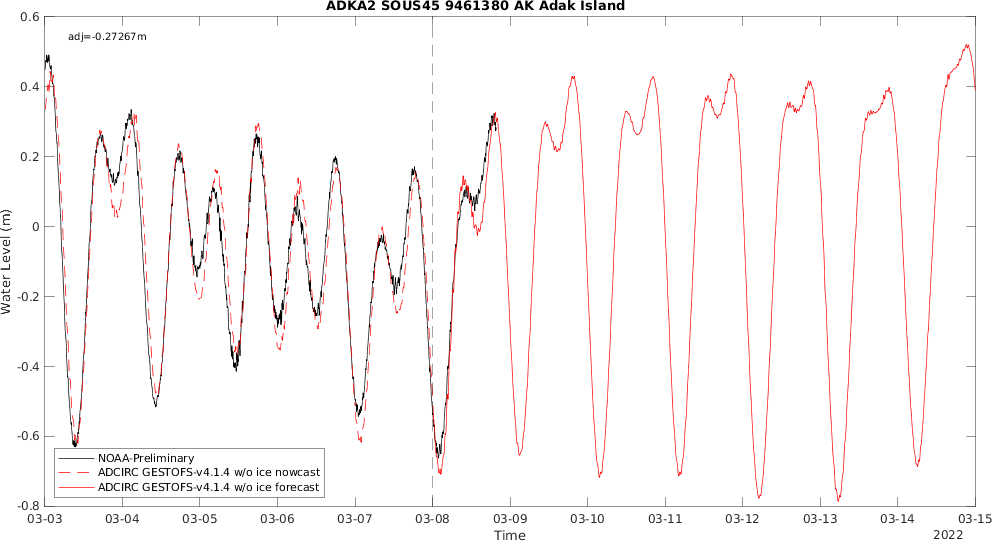 ADKA2 SOUS45 9461380 AK Adak Island
adj=-0.27267m
0.6
0.4
0.2
0
-0.2
-0.4
-0.6
-0.8
Water Level (m)
NOAA-Preliminary
ADCIRC GESTOFS-v4.1.4 w/o ice nowcast
ADCIRC GESTOFS-v4.1.4 w/o ice forecast
03-03 03-04 03-05 03-06 03-07 03-08 03-09 03-10 03-11 03-12 03-13 03-14 03-15
Time
2022